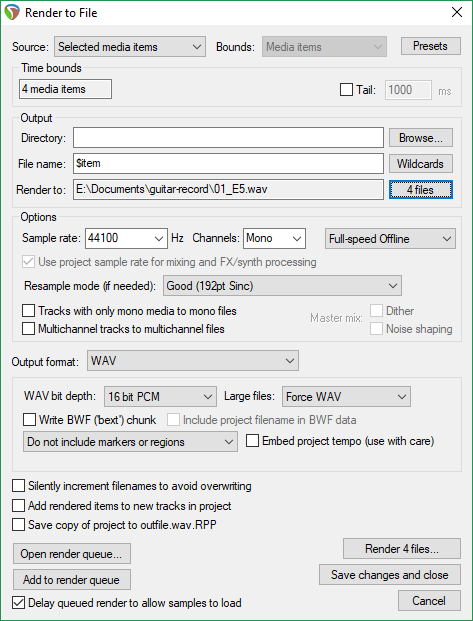 Render to File
Source: Selected media items Bounds: Media items Presets
Time bounds
4 media items Tail: 1000 ms
Output
Directory: Browse...
File name: $item Wildcards
Render to: E:\Documents\guitar-record\01_E5.wav 4 files
Options
Sample rate: 44100 Hz Channels: Mono Full-speed Offline
Use project sample rate for mixing and FX/synth processing
Resample mode (if needed): Good (192pt Sinc)
Tracks with only mono media to mono files Master mix: Dither
Multichannel tracks to multichannel files Noise shaping
Output format: WAV
WAV bit depth: 16 bit PCM Large files: Force WAV
Write BWF ('bext') chunk Include project filename in BWF data
Do not include markers or regions Embed project tempo (use with care)
Silently increment filenames to avoid overwriting
Add rendered items to new tracks in project
Save copy of project to outfile.wav.RPP
Open render queue... Render 4 files...
Add to render queue Save changes and close
Delay queued render to allow samples to load Cancel